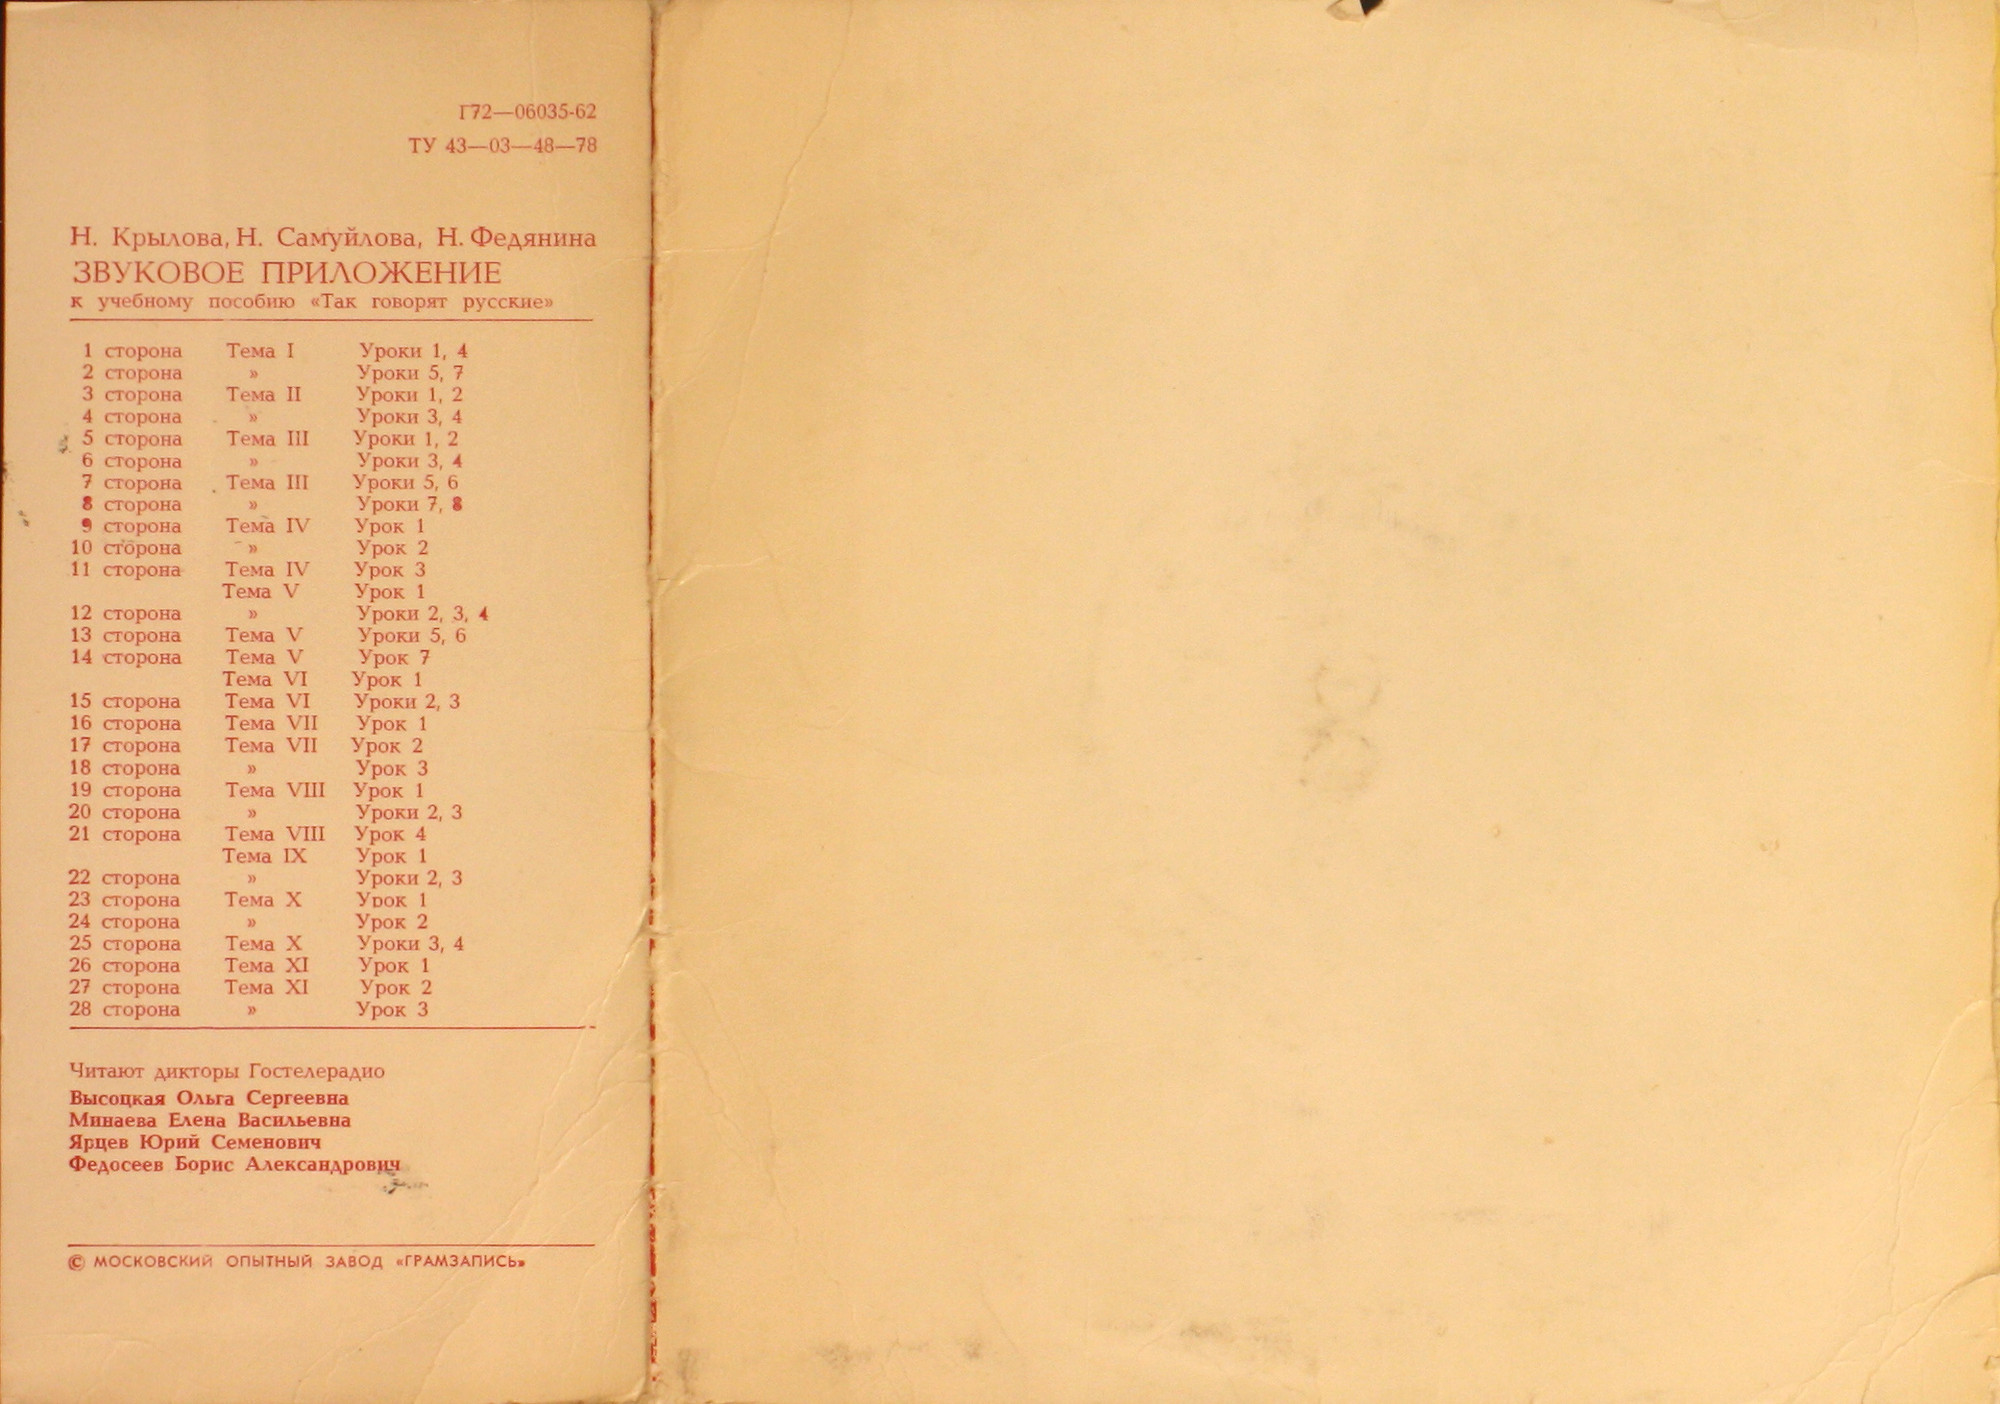 Г72—06035-62
ТУ 43—03—48—78
Н. Крылова, Н. Самуйлова, Н. Федянина
ЗВУКОВОЕ ПРИЛОЖЕНИЕ
к учебному пособию «Так говорят русские»
1 сторона Тема I Уроки 1, 4
2 сторона » Уроки 5, 7
3 сторона Тема II Уроки 1, 2
4 сторона » Уроки 3, 4
5 сторона Тема III Уроки 1, 2
6 сторона » Уроки 3, 4
7 сторона Тема III Уроки 5, 6
8 сторона » Уроки 7, 8
9 сторона Тема IV Урок 1
10 сторона » Урок 2
11 сторона Тема IV Урок 3
Тема V Урок 1
12 сторона » Уроки 2, 3, 4
13 сторона Тема V Уроки 5, 6
14 сторона Тема V Урок 7
Тема VI Урок 1
15 сторона Тема VI Уроки 2, 3
16 сторона Тема VII Урок 1
17 сторона Тема VII Урок 2
18 сторона » Урок 3
19 сторона Тема VIII Урок 1
20 сторона » Уроки 2, 3
21 сторона Тема VIII Урок 4
Тема IX Урок 1
22 сторона » Уроки 2, 3
23 сторона Тема X Урок 1
24 сторона » Урок 2
25 сторона Тема X Уроки 3, 4
26 сторона Тема XI Урок 1
27 сторона Тема XI Урок 2
28 сторона » Урок 3
Читают дикторы Гостелерадио
Высоцкая Ольга Сергеевна
Минаева Елена Васильевна
Ярцев Юрий Семенович
Федосеев Борис Александрович
© МОСКОВСКИЙ ОПЫТНЫЙ ЗАВОД «ГРАМЗАПИСЬ»